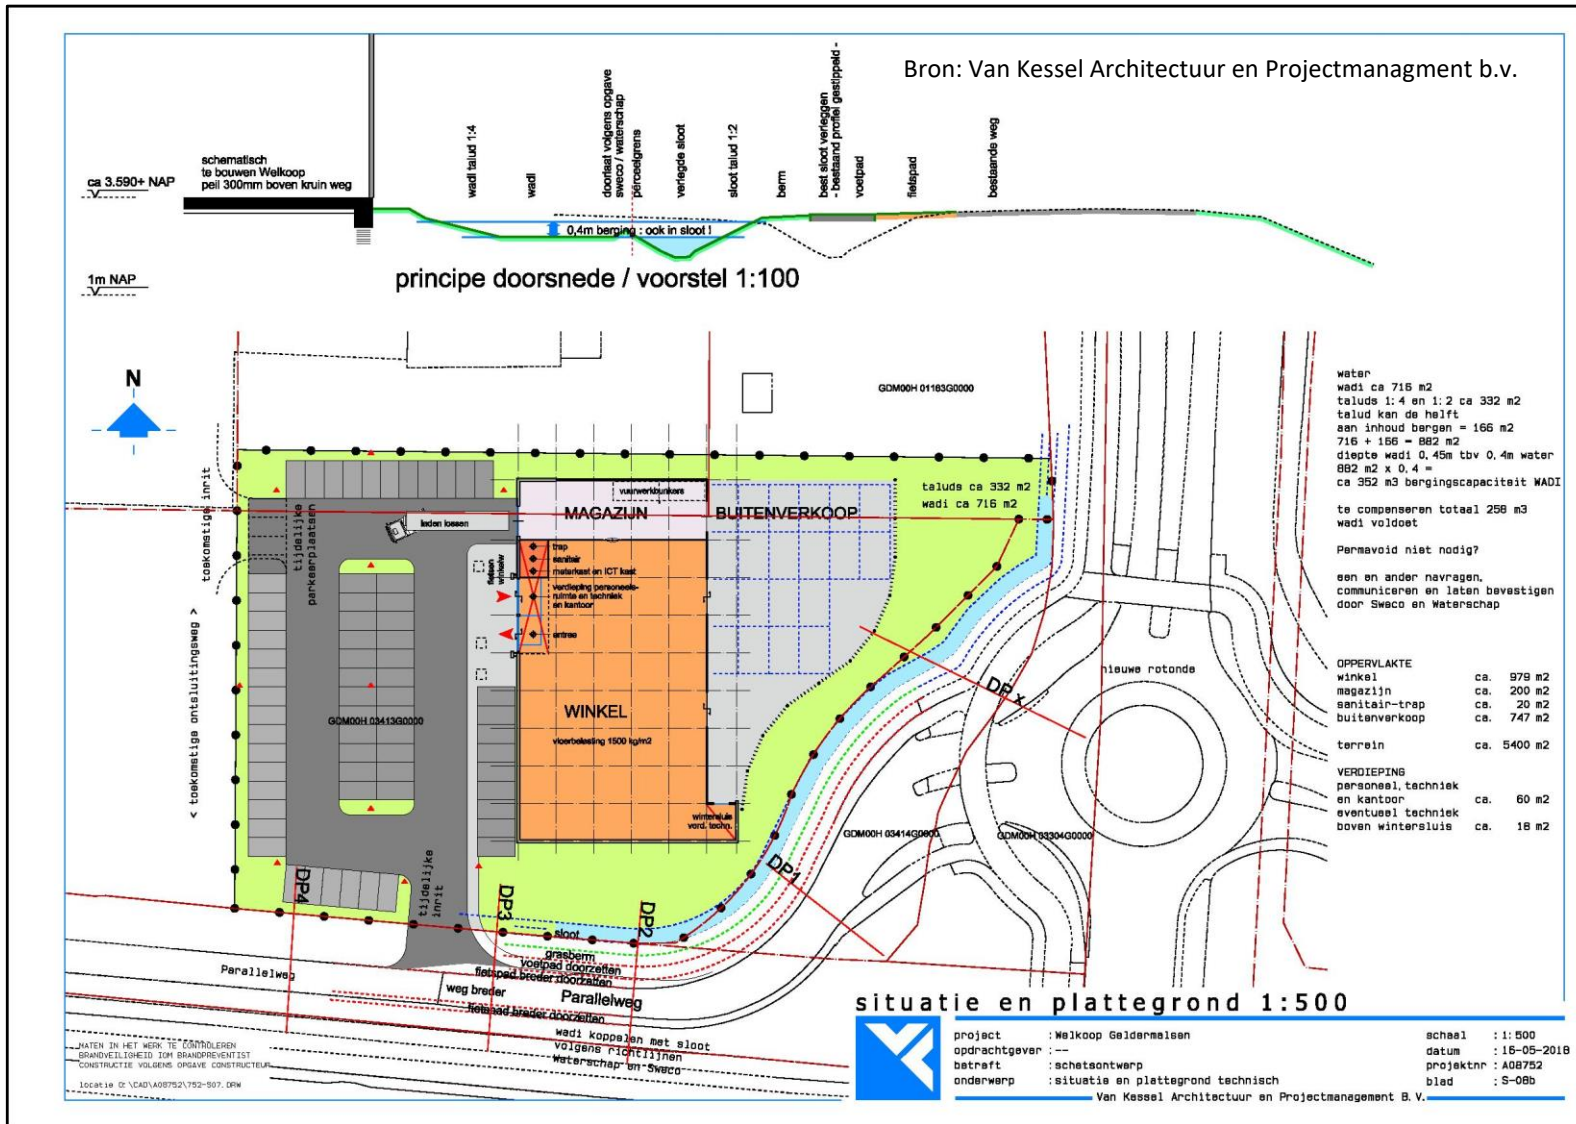 Bron: Van Kessel Architectuur en Projectmanagment b.v.
schematisch
te bouwen Welkoop
peil 300mm boven kruin weg
ca 3.590+ NAP
1m NAP
wadi talud 1:4
wadi
doorlaat volgens opgave
sweco / waterschap
perceelgrens
verlegde sloot
sloot talud 1:2
berm
best sloot verleggen
- bestaand profiel gestippeld -
voetpad
fietspad
bestaande weg
0,4m berging : ook in sloot !
principe doorsnede / voorstel 1:100
N
GDM00H 01163G0000
water
wadi ca 716 m2
taluds 1:4 en 1:2 ca 332 m2
talud kan de helft
aan inhoud bergen = 166 m2
716 + 166 = 882 m2
diepte wadi 0,45m tbv 0,4m water
882 m2 x 0,4 =
ca 352 m3 bergingscapaciteit WADI
te compenseren totaal 258 m3
wadi voldoet
Permavoid niet nodig?
een en ander navragen,
communiceren en laten bevestigen
door Sweco en Waterschap
OPPERVLAKTE
winkel ca. 979 m2
magazijn ca. 200 m2
sanitair-trap ca. 20 m2
buitenverkoop ca. 747 m2
terrein ca. 5400 m2
VERDIEPING
personeel, techniek
en kantoor ca. 60 m2
eventueel techniek
boven wintersluis ca. 18 m2
toekomstige inrit
< toekomstige ontsluitingsweg >
tijdelijke
parkeerplaatsen
laden lossen
vuurwerkbunkers
MAGAZIJN
BUITENVERKOOP
taluds ca 332 m2
wadi ca 716 m2
fietsen
winkelw
trap
sanitair
meterkast en ICT kast
verdieping personeels-
ruimte en techniek
en kantoor
entree
WINKEL
vloerbelasting 1500 kg/m2
wintersluis
verd. techn.
GDM00H 03413G0000
nieuwe rotonde
DP x
GDM00H 03414G0000
GDM00H 03304G0000
DP1
DP2
DP3
DP4
tijdelijke
inrit
sloot
grasberm
voetpad doorzetten
fietspad breder doorzetten
Parallelweg
weg breder
Parallelweg
fietspad breder doorzetten
wadi koppelen met sloot
volgens richtlijnen
Waterschap en Sweco
MATEN IN HET WERK TE CONTROLEREN
BRANDVEILIGHEID IOM BRANDPREVENTIST
CONSTRUCTIE VOLGENS OPGAVE CONSTRUCTEUR
locatie O:\CAD\A08752\752-S07.DRW
situatie en plattegrond 1:500
project : Welkoop Geldermalsen
opdrachtgever : --
betreft : schetsontwerp
onderwerp : situatie en plattegrond technisch
schaal : 1:500
datum : 16-05-2018
projektnr : A08752
blad : S-08b
Van Kessel Architectuur en Projectmanagement B.V.